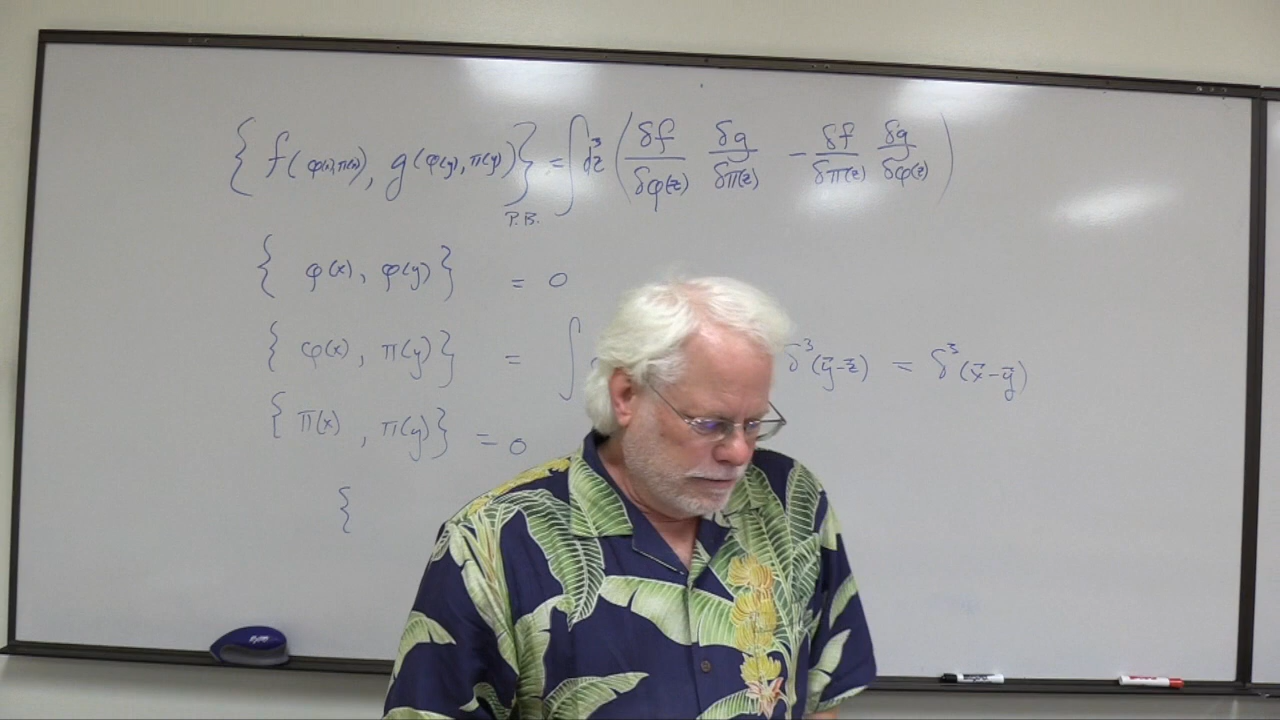 { f(φ(x),π(x)), g(φ(y),π(y)) }_{P.B.} = ∫d³z ( δf/δφ(z) δg/δπ(z) − δf/δπ(z) δg/δφ(z) )
{ φ(x), φ(y) } = 0
{ φ(x), π(y) } = ∫ δ³(y⃗-z⃗) = δ³(x⃗-y⃗)
{ π(x), π(y) } = 0
{